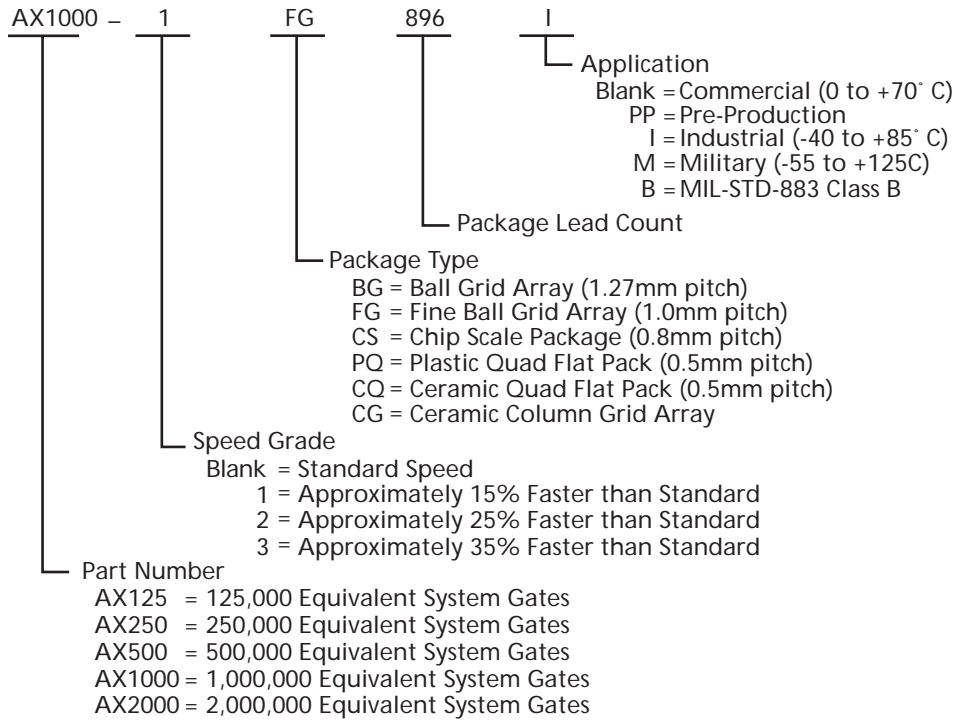 AX1000 – 1 FG 896 I
Application
Blank = Commercial (0 to +70˚ C)
PP = Pre-Production
I = Industrial (-40 to +85˚ C)
M = Military (-55 to +125C)
B = MIL-STD-883 Class B
Package Lead Count
Package Type
BG = Ball Grid Array (1.27mm pitch)
FG = Fine Ball Grid Array (1.0mm pitch)
CS = Chip Scale Package (0.8mm pitch)
PQ = Plastic Quad Flat Pack (0.5mm pitch)
CQ = Ceramic Quad Flat Pack (0.5mm pitch)
CG = Ceramic Column Grid Array
Speed Grade
Blank = Standard Speed
1 = Approximately 15% Faster than Standard
2 = Approximately 25% Faster than Standard
3 = Approximately 35% Faster than Standard
Part Number
AX125 = 125,000 Equivalent System Gates
AX250 = 250,000 Equivalent System Gates
AX500 = 500,000 Equivalent System Gates
AX1000 = 1,000,000 Equivalent System Gates
AX2000 = 2,000,000 Equivalent System Gates